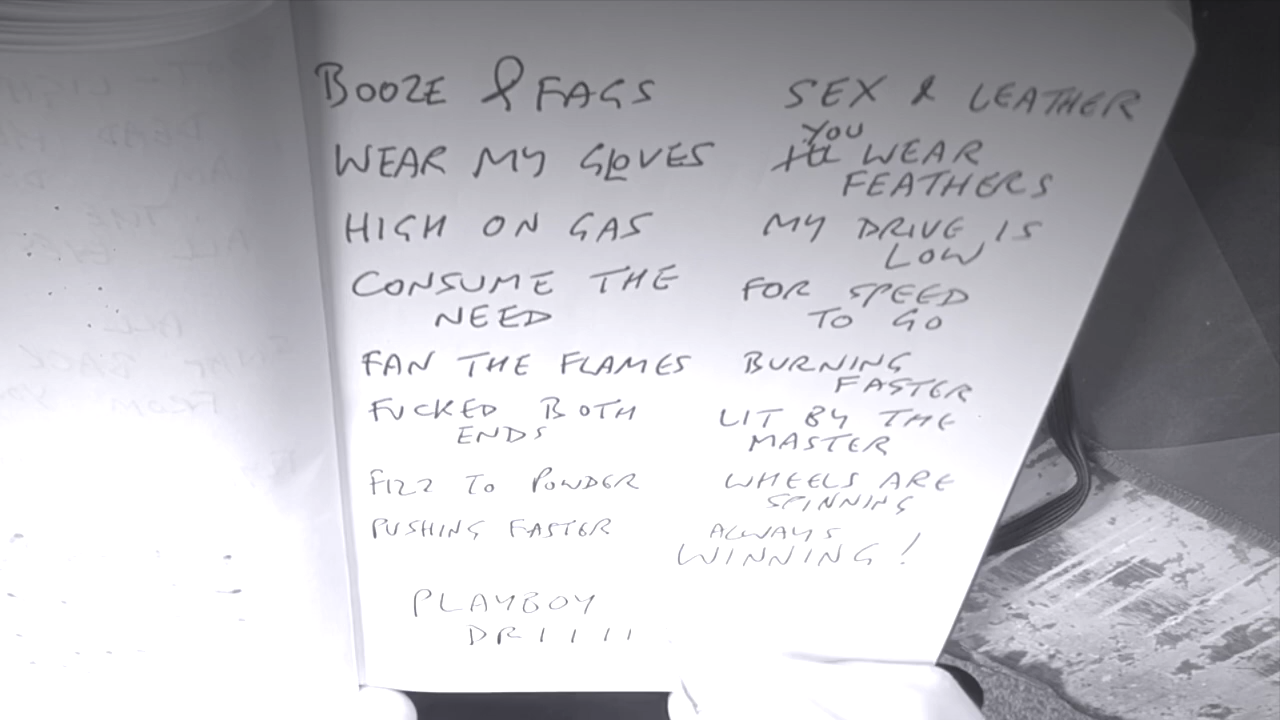 BOOZE & FAGS
WEAR MY GLOVES
HIGH ON GAS
CONSUME THE
NEED
FAN THE FLAMES
FUCKED BOTH
ENDS
FIZZ TO POWDER
PUSHING FASTER
SEX & LEATHER
YOU
WEAR
FEATHERS
MY DRIVE IS
LOW
FOR SPEED
TO GO
BURNING
FASTER
LIT BY THE
MASTER
WHEELS ARE
SPINNING
ALWAYS
WINNING!
PLAYBOY
DRIIII